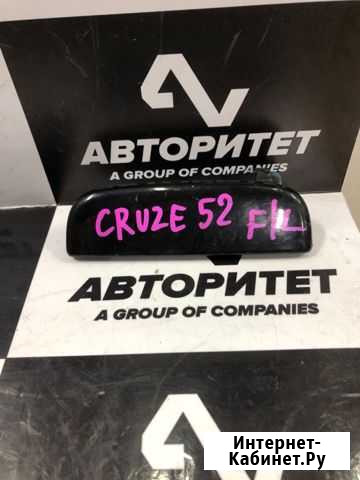 АВТОРИТЕТ
A GROUP OF COMPANIES
CRUZE 52 F/L
АВТОРИТЕТ
A GROUP OF COMPANIES
Интернет-
Кабинет.Ру